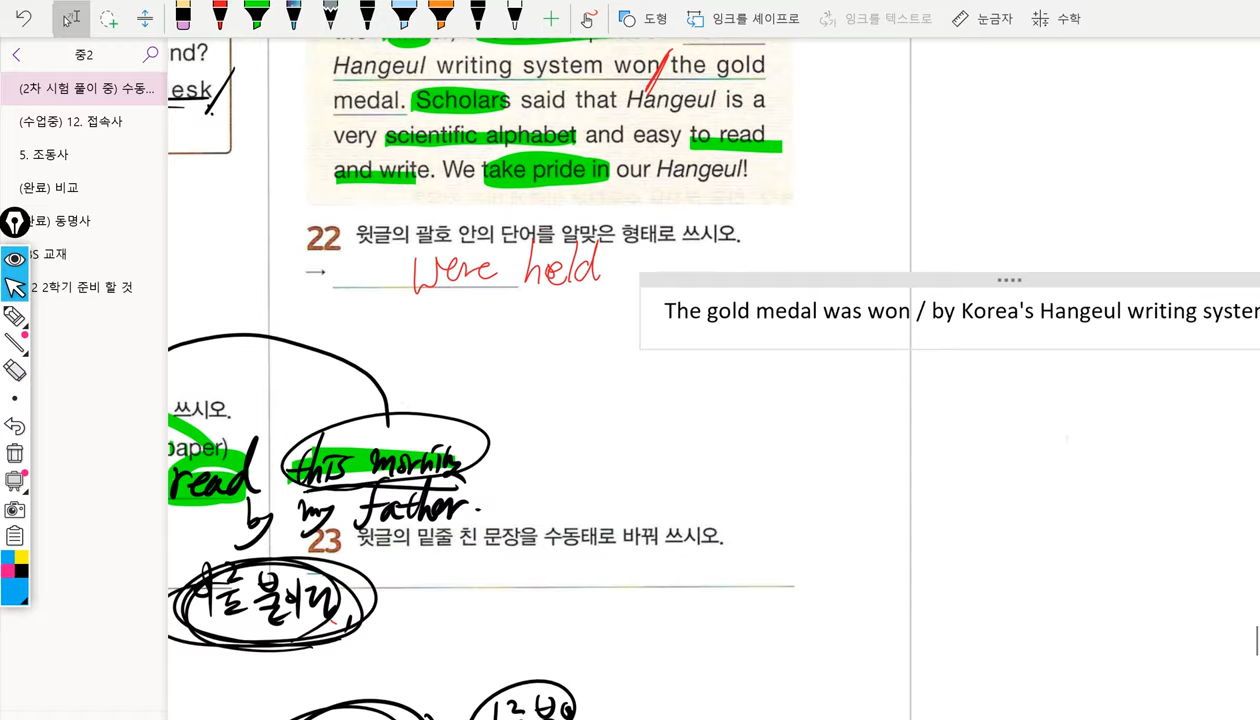 도형
잉크를 셰이프로
잉크를 텍스트로
눈금자
수학
중2
(2차 시험 풀이 중) 수동...
(수업중) 12. 접속사
5. 조동사
(완료) 비교
완료) 동명사
BS 교재
2 2학기 준비 할 것
nd?
esk
Hangeul writing system won / the gold
medal. Scholars said that Hangeul is a
very scientific alphabet and easy to read
and write. We take pride in our Hangeul!
22 윗글의 괄호 안의 단어를 알맞은 형태로 쓰시오.
→ were held
The gold medal was won / by Korea's Hangeul writing syster
쓰시오.
paper)
read this morning
by my father.
23 윗글의 밑줄 친 문장을 수동태로 바꿔 쓰시오.